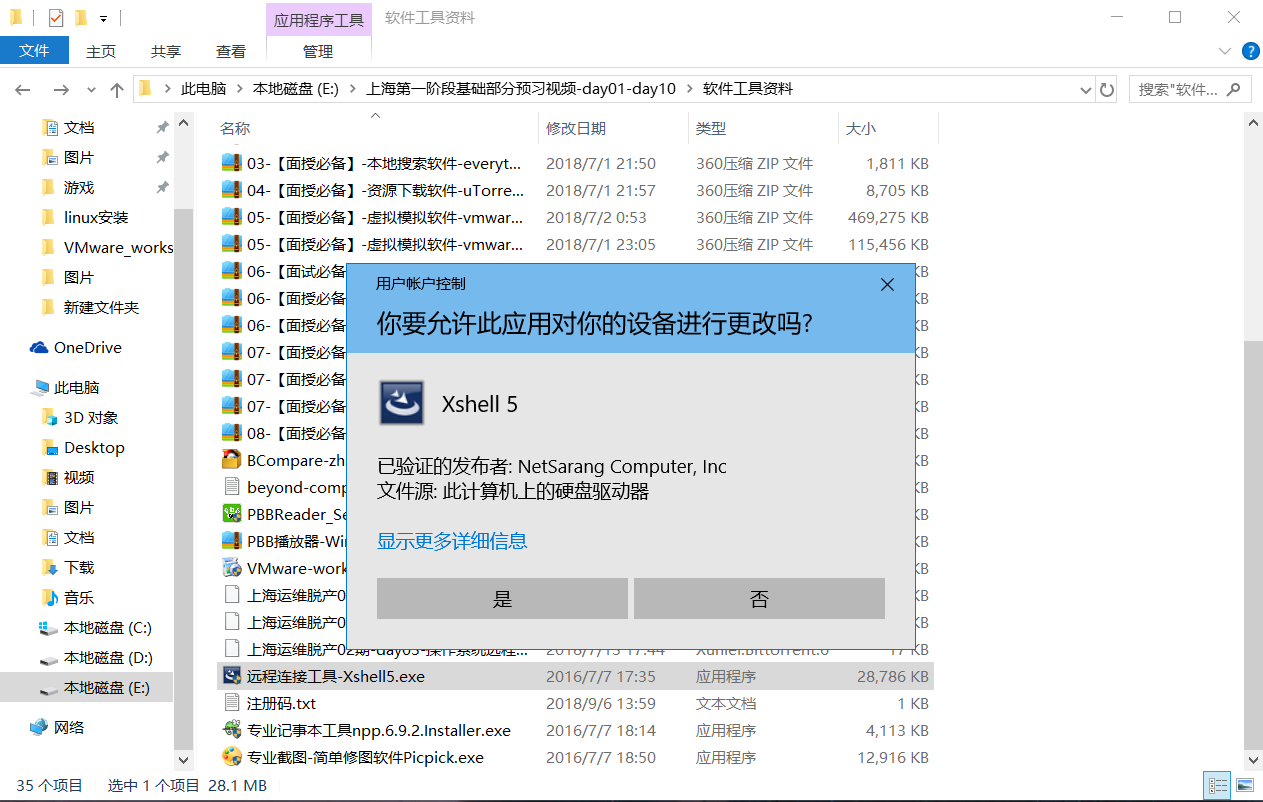 应用程序工具 软件工具资料
文件 主页 共享 查看 管理
此电脑 本地磁盘 (E:) 上海第一阶段基础部分预习视频-day01-day10 软件工具资料 搜索"软件...
文档
图片
游戏
linux安装
VMware_works
图片
新建文件夹
OneDrive
此电脑
3D 对象
Desktop
视频
图片
文档
下载
音乐
本地磁盘 (C:)
本地磁盘 (D:)
本地磁盘 (E:)
网络
名称 修改日期 类型 大小
03-【面授必备】-本地搜索软件-everyt... 2018/7/1 21:50 360压缩 ZIP 文件 1,811 KB
04-【面授必备】-资源下载软件-uTorre... 2018/7/1 21:57 360压缩 ZIP 文件 8,705 KB
05-【面授必备】-虚拟模拟软件-vmwar... 2018/7/2 0:53 360压缩 ZIP 文件 469,275 KB
05-【面授必备】-虚拟模拟软件-vmwar... 2018/7/1 23:05 360压缩 ZIP 文件 115,456 KB
06-【面试必备 KB
06-【面授必备 KB
06-【面授必备 KB
07-【面授必备 KB
07-【面授必备 KB
07-【面授必备 KB
08-【面授必备 KB
BCompare-zh KB
beyond-comp KB
PBBReader_Se KB
PBB播放器-Wi KB
VMware-work KB
上海运维脱产0 KB
上海运维脱产0 KB
上海运维脱产02期-day03-操作系统远程... 2018/7/13 17:44 Xunlei.Bittorrent.6 17 KB
远程连接工具-Xshell5.exe 2016/7/7 17:35 应用程序 28,786 KB
注册码.txt 2018/9/6 13:59 文本文档 1 KB
专业记事本工具npp.6.9.2.Installer.exe 2016/7/7 18:14 应用程序 4,113 KB
专业截图-简单修图软件Picpick.exe 2016/7/7 18:50 应用程序 12,916 KB
用户帐户控制
你要允许此应用对你的设备进行更改吗?
Xshell 5
已验证的发布者: NetSarang Computer, Inc
文件源: 此计算机上的硬盘驱动器
显示更多详细信息
是 否
35 个项目 选中 1 个项目 28.1 MB